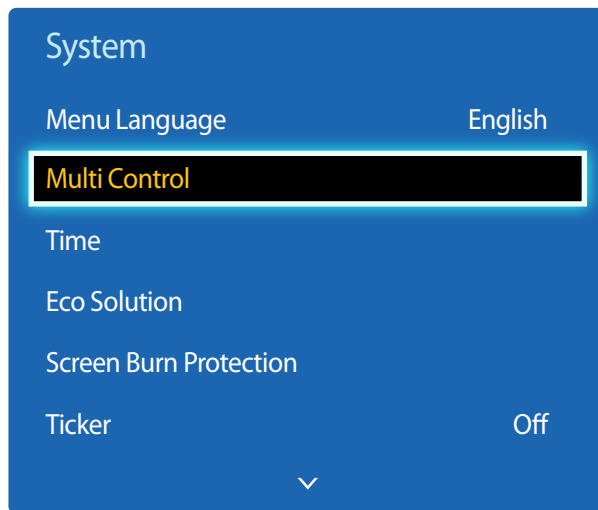 System
Menu Language English
Multi Control
Time
Eco Solution
Screen Burn Protection
Ticker Off